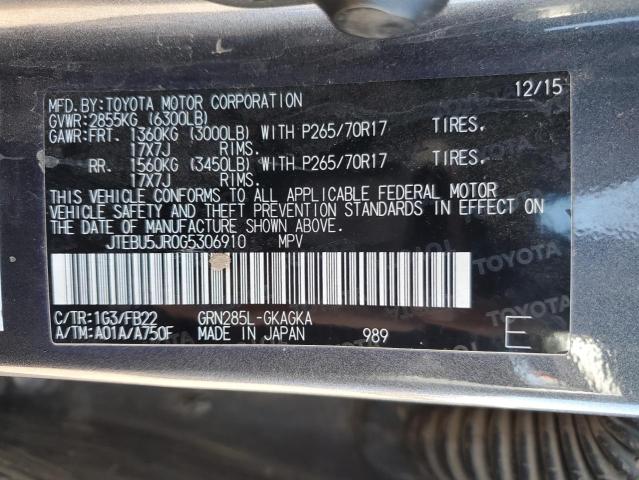 MFD. BY: TOYOTA MOTOR CORPORATION 12/15
GVWR: 2855KG (6300LB)
GAWR: FRT. 1360KG (3000LB) WITH P265/70R17 TIRES.
17X7J RIMS.
RR. 1560KG (3450LB) WITH P265/70R17 TIRES.
17X7J RIMS.
THIS VEHICLE CONFORMS TO ALL APPLICABLE FEDERAL MOTOR
VEHICLE SAFETY AND THEFT PREVENTION STANDARDS IN EFFECT ON
THE DATE OF MANUFACTURE SHOWN ABOVE.
JTEBU5JR0G5306910 MPV
C/TR: 1G3/FB22 GRN285L-GKAGKA
A/TM: A01A/A750F MADE IN JAPAN 989 E
TOYOTA